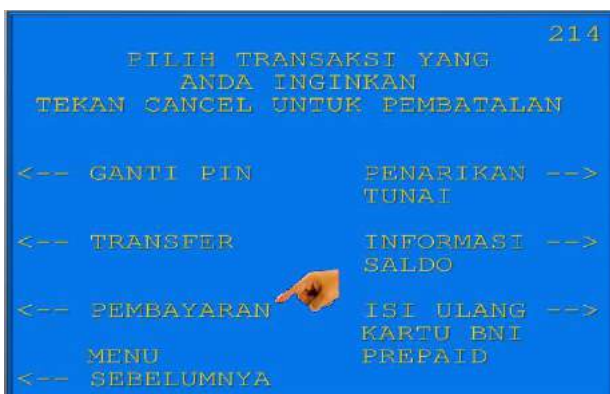 214
PILIH TRANSAKSI YANG
ANDA INGINKAN
TEKAN CANCEL UNTUK PEMBATALAN
<-- GANTI PIN
PENARIKAN -->
TUNAI
<-- TRANSFER
INFORMASI -->
SALDO
<-- PEMBAYARAN
ISI ULANG -->
KARTU BNI
PREPAID
MENU
<-- SEBELUMNYA